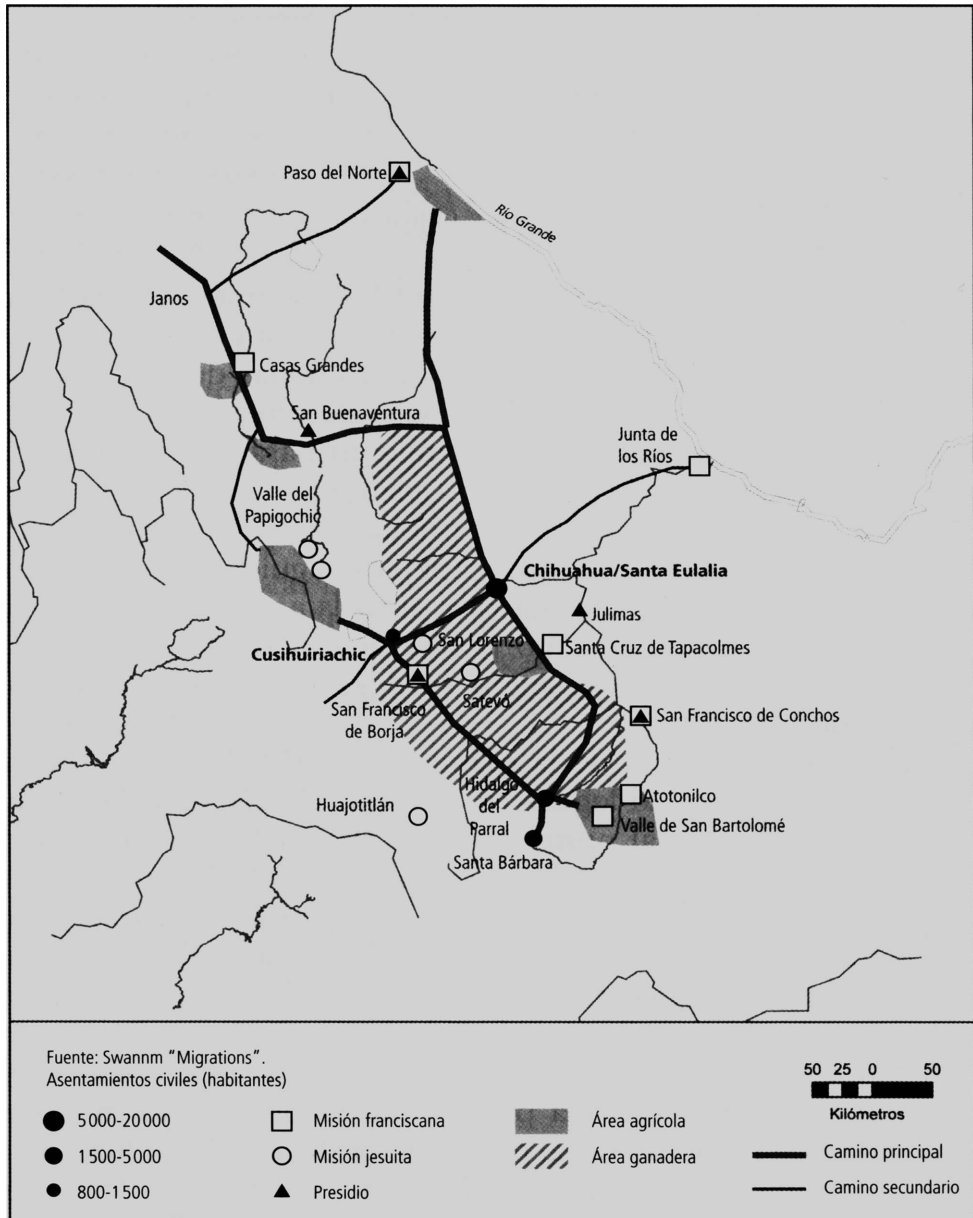 Paso del Norte
Río Grande
Janos
Casas Grandes
San Buenaventura
Junta de
los Ríos
Valle del
Papigochic
Chihuahua/Santa Eulalia
Julimas
San Lorenzo
Santa Cruz de Tapacolmes
Cusihuiriachic
Satevó
San Francisco
de Borja
San Francisco de Conchos
Hidalgo
del
Parral
Atotonilco
Huajotitlán
Valle de San Bartolomé
Santa Bárbara
Fuente: Swannm "Migrations".
Asentamientos civiles (habitantes)
50 25 0 50
Kilómetros
5000-20000
Misión franciscana
Área agrícola
1500-5000
Misión jesuita
Área ganadera
Camino principal
800-1500
Presidio
Camino secundario